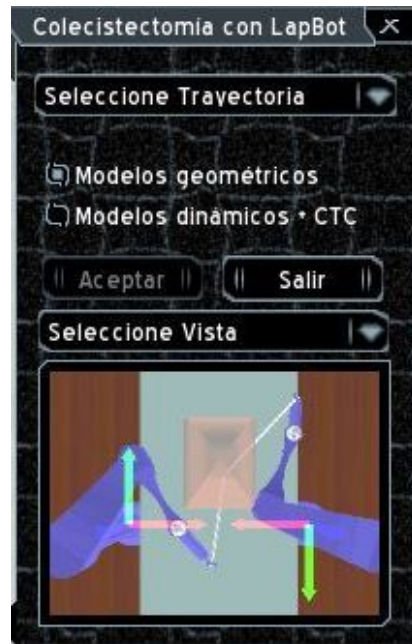 Colecistectomía con LapBot
Seleccione Trayectoria
Modelos geométricos
Modelos dinámicos + CTC
Aceptar
Salir
Seleccione Vista